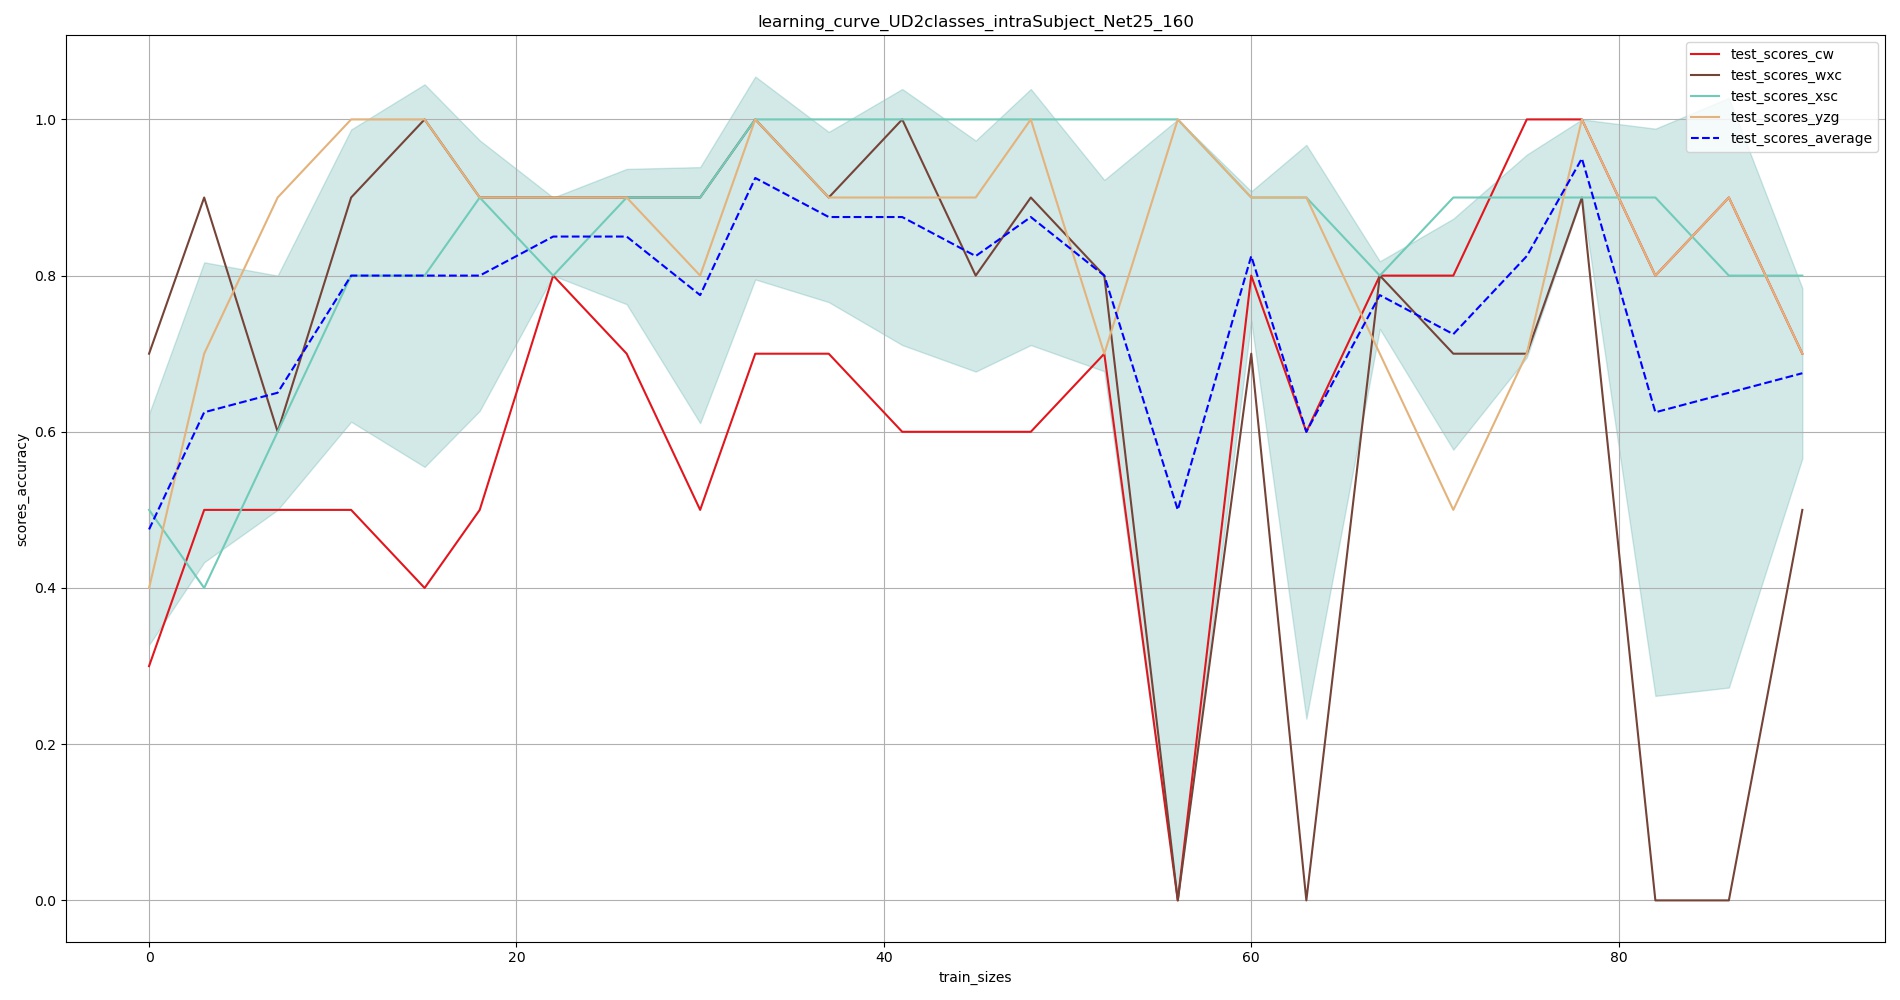 learning_curve_UD2classes_intraSubject_Net25_160
test_scores_cw
test_scores_wxc
test_scores_xsc
test_scores_yzg
test_scores_average
scores_accuracy
1.0
0.8
0.6
0.4
0.2
0.0
0 20 40 60 80
train_sizes